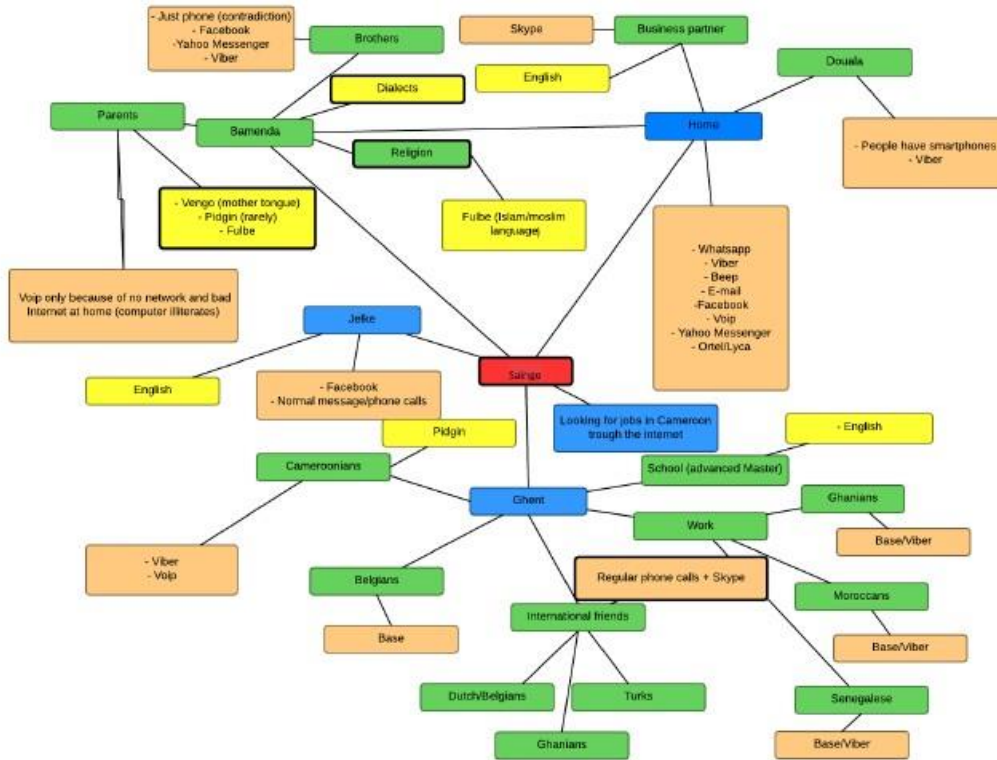 - Just phone (contradiction)
- Facebook
-Yahoo Messenger
- Viber
Brothers
Skype
Business partner
Douala
English
Dialects
Parents
Bamenda
Home
Religion
- People have smartphones
- Viber
- Vengo (mother tongue)
- Pidgin (rarely)
- Fulbe
Fulbe (Islam/moslim
language)
- Whatsapp
- Viber
- Beep
- E-mail
-Facebook
- Voip
- Yahoo Messenger
- Ortel/Lyca
Voip only because of no network and bad
Internet at home (computer illiterates)
Jelke
English
- Facebook
- Normal message/phone calls
Saingo
Looking for jobs in Cameroon
trough the internet
Pidgin
- English
Cameroonians
School (advanced Master)
Ghent
Ghanians
Work
Base/Viber
- Viber
- Voip
Belgians
Regular phone calls + Skype
Moroccans
International friends
Base
Base/Viber
Dutch/Belgians
Turks
Senegalese
Ghanians
Base/Viber